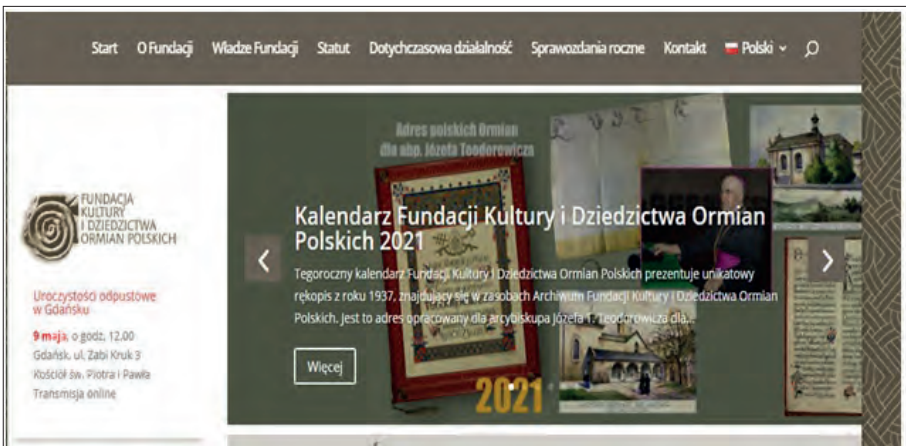 Start O Fundacji Władze Fundacji Statut Dotychczasowa działalność Sprawozdania roczne Kontakt Polski
FUNDACJA
KULTURY
I DZIEDZICTWA
ORMIAN POLSKICH
Uroczystości odpustowe
w Gdańsku
9 maja, o godz. 12.00
Gdańsk, ul. Żabi Kruk 3
Kościół św. Piotra i Pawła
Transmisja online
Adres polskich Ormian
dla abp. Józefa Teodorowicza
Kalendarz Fundacji Kultury i Dziedzictwa Ormian
Polskich 2021
Tegoroczny kalendarz Fundacji Kultury i Dziedzictwa Ormian Polskich prezentuje unikatowy
rękopis z roku 1937, znajdujący się w zasobach Archiwum Fundacji Kultury i Dziedzictwa Ormian
Polskich. Jest to adres opracowany dla arcybiskupa Józefa T. Teodorowicza dla...
Więcej
2021